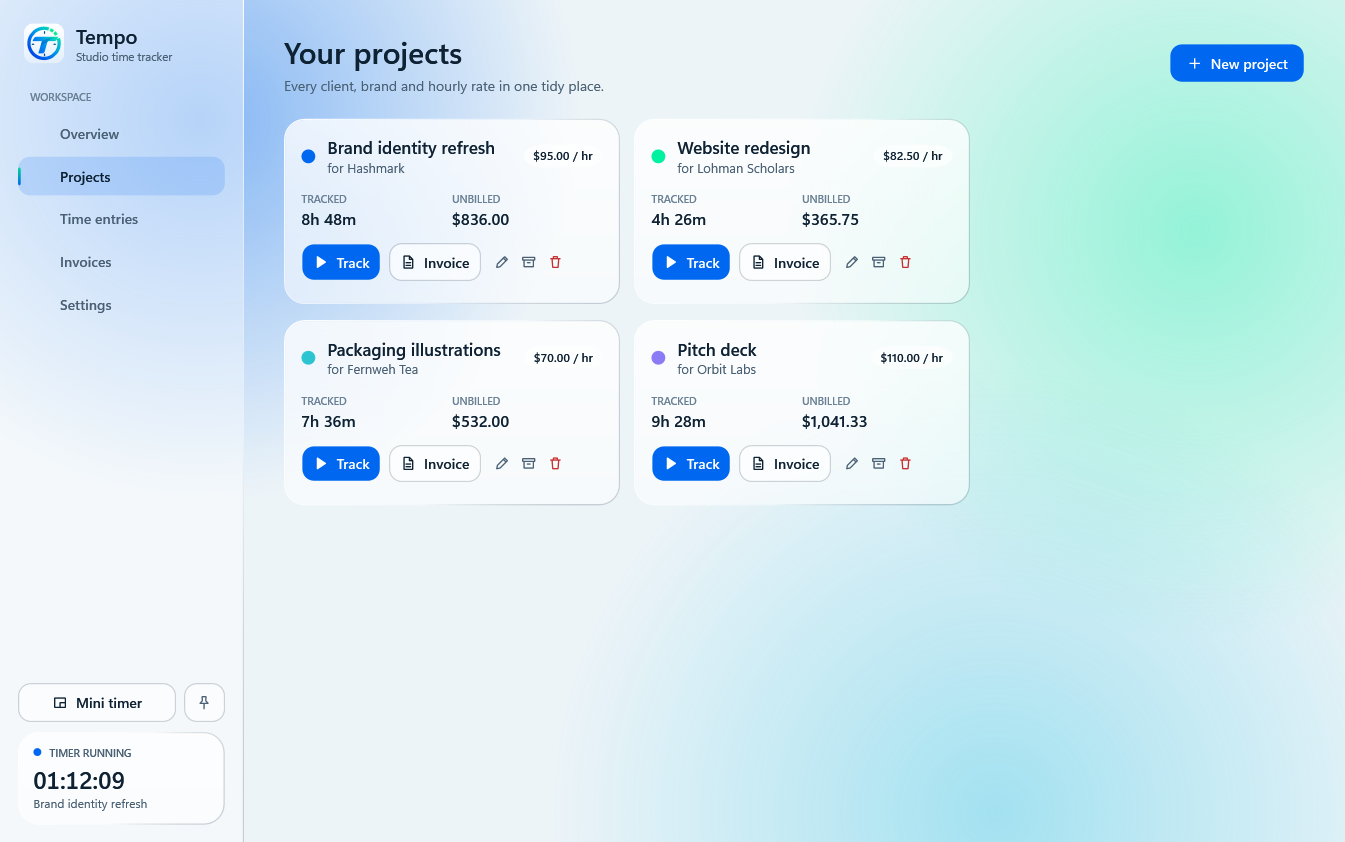 Tempo
Studio time tracker
WORKSPACE
Overview
Projects
Time entries
Invoices
Settings
Mini timer
TIMER RUNNING
01:12:09
Brand identity refresh
Your projects
Every client, brand and hourly rate in one tidy place.
+ New project
Brand identity refresh
for Hashmark
$95.00 / hr
TRACKED UNBILLED
8h 48m $836.00
Track Invoice
Website redesign
for Lohman Scholars
$82.50 / hr
TRACKED UNBILLED
4h 26m $365.75
Track Invoice
Packaging illustrations
for Fernweh Tea
$70.00 / hr
TRACKED UNBILLED
7h 36m $532.00
Track Invoice
Pitch deck
for Orbit Labs
$110.00 / hr
TRACKED UNBILLED
9h 28m $1,041.33
Track Invoice